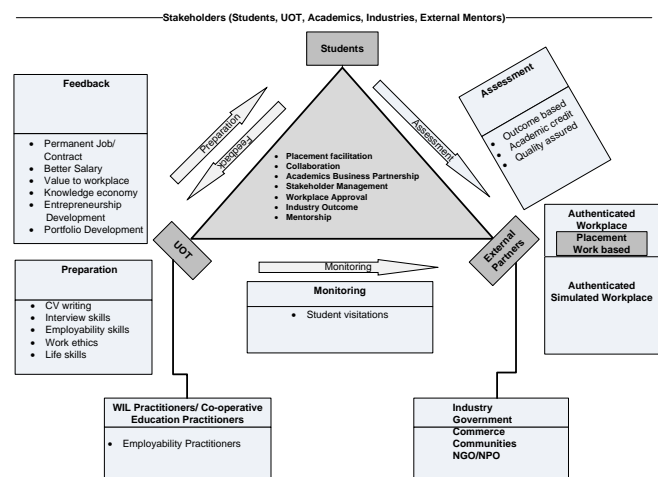 Stakeholders (Students, UOT, Academics, Industries, External Mentors)
Students
Feedback
• Permanent Job/
Contract
• Better Salary
• Value to workplace
• Knowledge economy
• Entrepreneurship
Development
• Portfolio Development
Preparation
Feedback
Assessment
Assessment
• Outcome based
• Academic credit
• Quality assured
• Placement facilitation
• Collaboration
• Academics Business Partnership
• Stakeholder Management
• Workplace Approval
• Industry Outcome
• Mentorship
UOT
External
Partners
Authenticated
Workplace
Placement
Work based
Authenticated
Simulated Workplace
Monitoring
Monitoring
• Student visitations
Preparation
• CV writing
• Interview skills
• Employability skills
• Work ethics
• Life skills
WIL Practitioners/ Co-operative
Education Practitioners
• Employability Practitioners
Industry
Government
Commerce
Communities
NGO/NPO